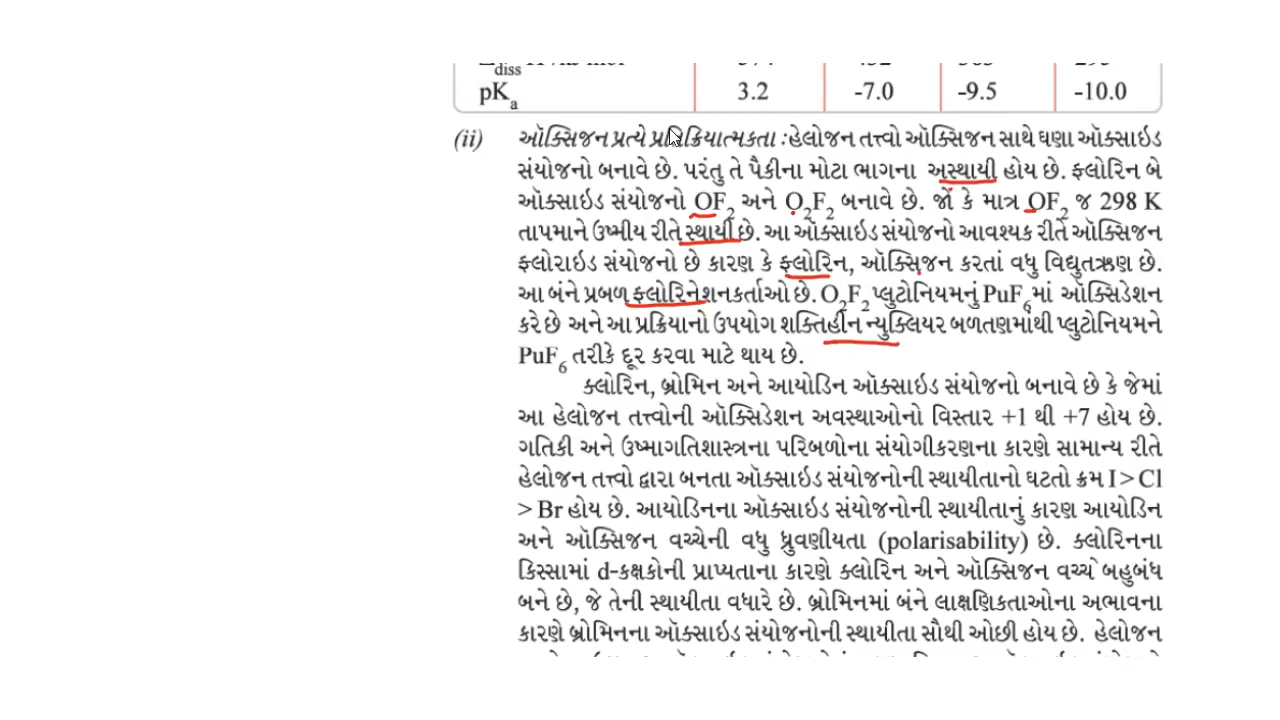 diss
pKa 3.2 -7.0 -9.5 -10.0
(ii) ઑક્સિજન પ્રત્યે પ્રતિક્રિયાત્મકતા : હેલોજન તત્ત્વો ઑક્સિજન સાથે ઘણા ઑક્સાઇડ
સંયોજનો બનાવે છે. પરંતુ તે પૈકીના મોટા ભાગના અસ્થાયી હોય છે. ફ્લોરિન બે
ઑક્સાઇડ સંયોજનો OF2 અને O2F2 બનાવે છે. જોં કે માત્ર OF2 જ 298 K
તાપમાને ઉષ્મીય રીતે સ્થાયી છે. આ ઑક્સાઇડ સંયોજનો આવશ્યક રીતે ઑક્સિજન
ફ્લોરાઇડ સંયોજનો છે કારણ કે ફ્લોરિન, ઑક્સિજન કરતાં વધુ વિદ્યુતઋણ છે.
આ બંને પ્રબળ ફ્લોરિનેશનકર્તાઓ છે. O2F2 પ્લુટોનિયમનું PuF6માં ઑક્સિડેશન
કરે છે અને આ પ્રક્રિયાનો ઉપયોગ શક્તિહીન ન્યુક્લિયર બળતણમાંથી પ્લુટોનિયમને
PuF6 તરીકે દૂર કરવા માટે થાય છે.
ક્લોરિન, બ્રોમિન અને આયોડિન ઑક્સાઇડ સંયોજનો બનાવે છે કે જેમાં
આ હેલોજન તત્ત્વોની ઑક્સિડેશન અવસ્થાઓનો વિસ્તાર +1 થી +7 હોય છે.
ગતિકી અને ઉષ્માગતિશાસ્ત્રના પરિબળોના સંયોગીકરણના કારણે સામાન્ય રીતે
હેલોજન તત્ત્વો દ્વારા બનતા ઑક્સાઇડ સંયોજનોની સ્થાયીતાનો ઘટતો ક્રમ I > Cl
> Br હોય છે. આયોડિનના ઑક્સાઇડ સંયોજનોની સ્થાયીતાનું કારણ આયોડિન
અને ઑક્સિજન વચ્ચેની વધુ ધ્રુવણીયતા (polarisability) છે. ક્લોરિનના
કિસ્સામાં d-કક્ષકોની પ્રાપ્યતાના કારણે ક્લોરિન અને ઑક્સિજન વચ્ચે બહુબંધ
બને છે, જે તેની સ્થાયીતા વધારે છે. બ્રોમિનમાં બંને લાક્ષણિકતાઓના અભાવના
કારણે બ્રોમિનના ઑક્સાઇડ સંયોજનોની સ્થાયીતા સૌથી ઓછી હોય છે. હેલોજન